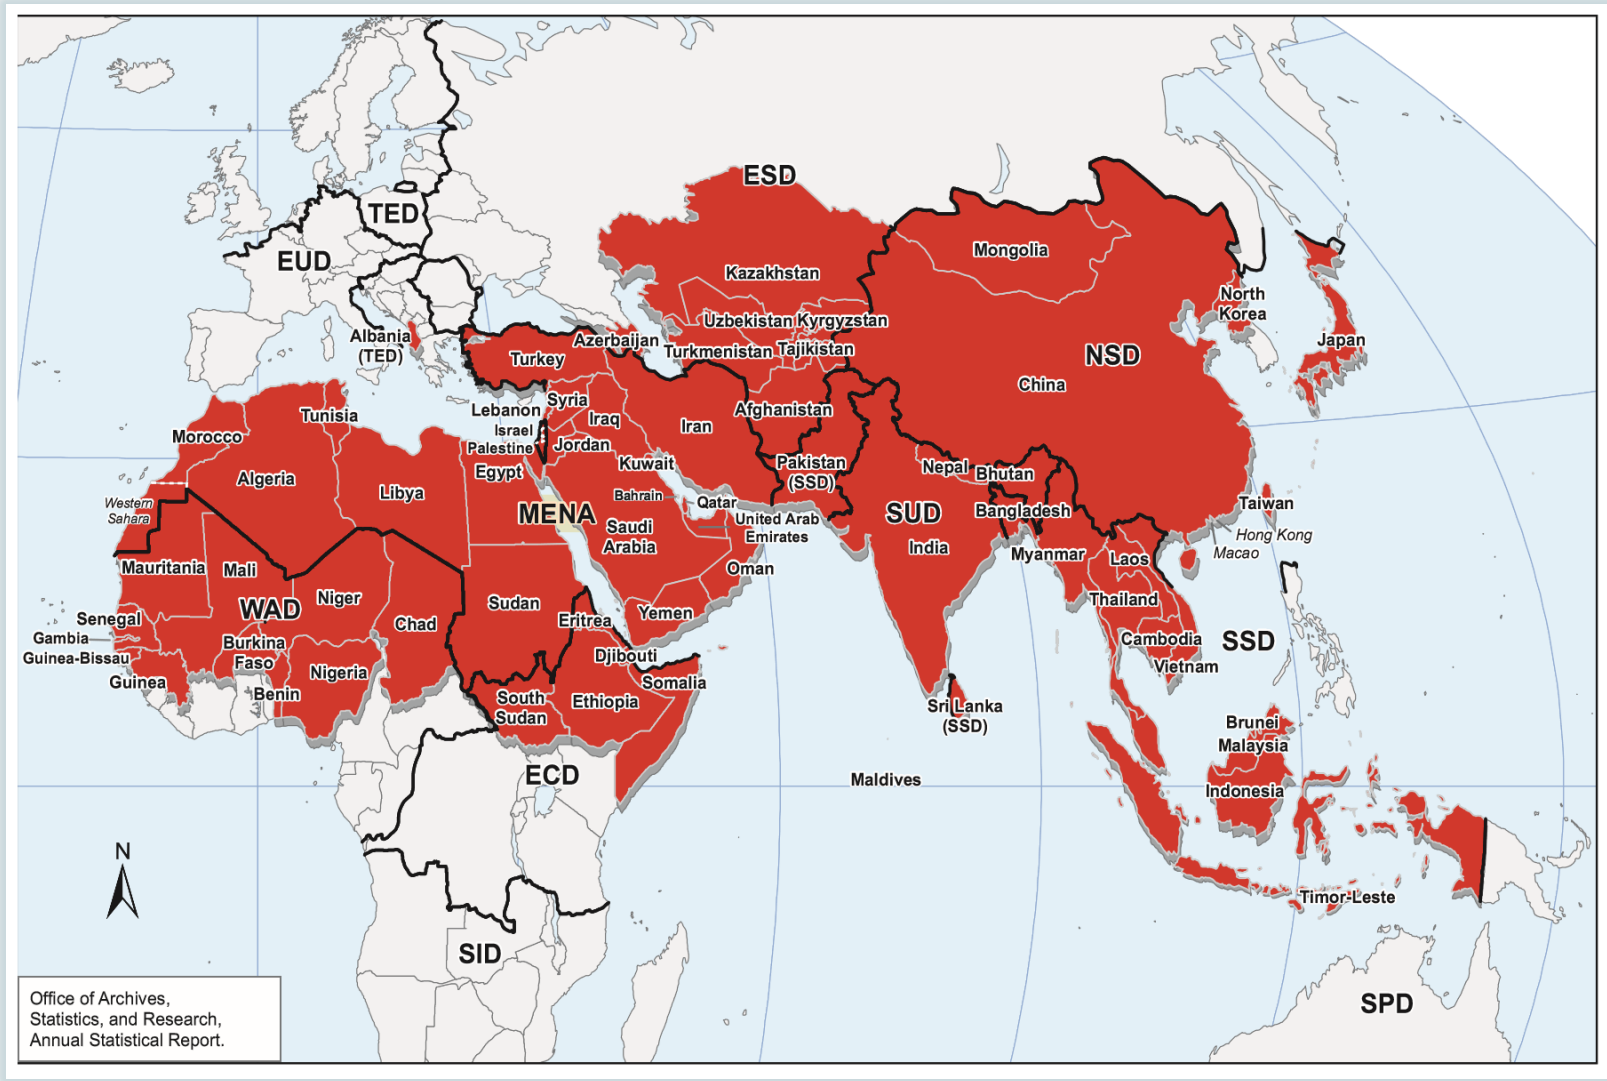 ESD
TED
EUD
Mongolia
Kazakhstan
North
Korea
Uzbekistan
Kyrgyzstan
Albania
(TED)
Azerbaijan
Japan
Turkmenistan
Tajikistan
NSD
Turkey
China
Syria
Lebanon
Afghanistan
Tunisia
Iraq
Iran
Israel
Morocco
Jordan
Palestine
Kuwait
Pakistan
(SSD)
Nepal
Bhutan
Egypt
Algeria
Libya
Bahrain
Qatar
Western
Sahara
MENA
SUD
Bangladesh
Taiwan
United Arab
Emirates
Saudi
Arabia
Hong Kong
Macao
India
Myanmar
Laos
Mauritania
Mali
Oman
Niger
Thailand
WAD
Sudan
Yemen
Senegal
Eritrea
Chad
Gambia
Cambodia
SSD
Burkina
Faso
Guinea-Bissau
Djibouti
Vietnam
Nigeria
Guinea
Somalia
Benin
South
Sudan
Ethiopia
Sri Lanka
(SSD)
Brunei
Malaysia
ECD
Maldives
Indonesia
N
Timor-Leste
SID
SPD
Office of Archives,
Statistics, and Research,
Annual Statistical Report.